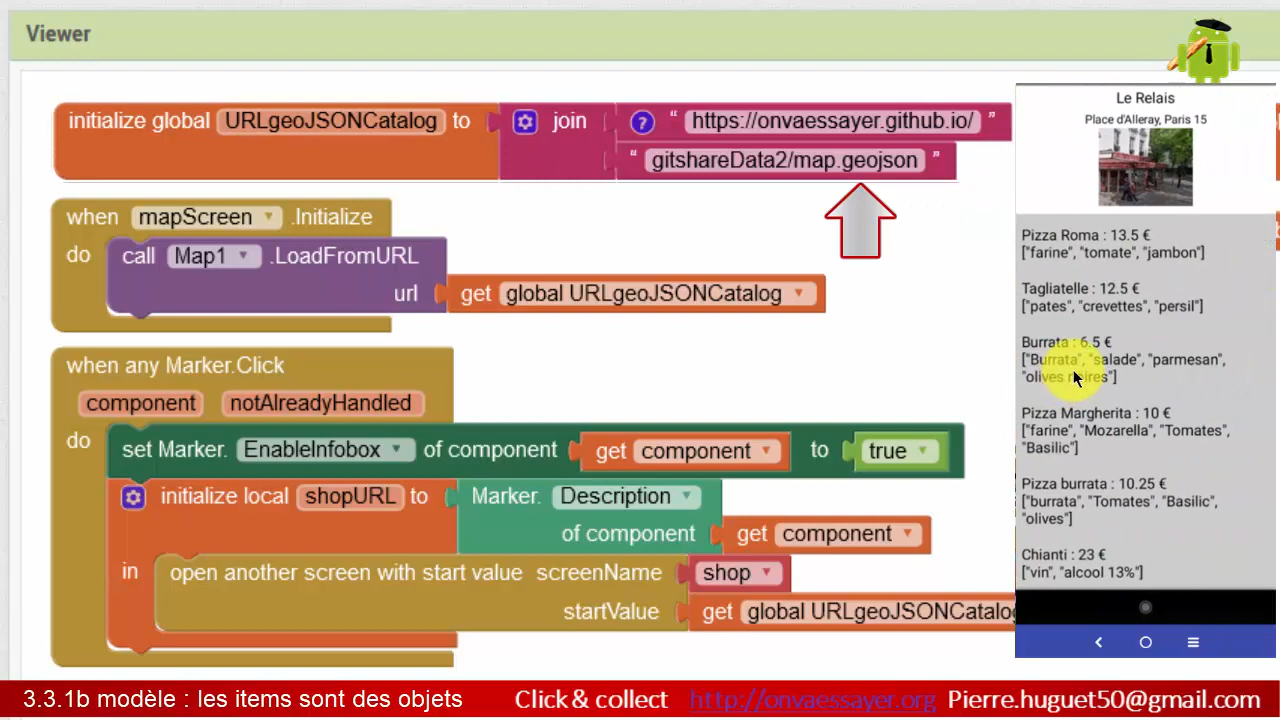 Viewer
initialize global URLgeoJSONCatalog to join " https://onvaessayer.github.io/ "
" gitshareData2/map.geojson "
when mapScreen .Initialize
do call Map1 .LoadFromURL
url get global URLgeoJSONCatalog
when any Marker.Click
component notAlreadyHandled
do set Marker. EnableInfobox of component get component to true
initialize local shopURL to Marker. Description
of component get component
in open another screen with start value screenName shop
startValue get global URLgeoJSONCatalog
Le Relais
Place d'Alleray, Paris 15
Pizza Roma : 13.5 €
["farine", "tomate", "jambon"]
Tagliatelle : 12.5 €
["pates", "crevettes", "persil"]
Burrata : 6.5 €
["Burrata", "salade", "parmesan",
"olives noires"]
Pizza Margherita : 10 €
["farine", "Mozarella", "Tomates",
"Basilic"]
Pizza burrata : 10.25 €
["burrata", "Tomates", "Basilic",
"olives"]
Chianti : 23 €
["vin", "alcool 13%"]
3.3.1b modèle : les items sont des objets Click & collect http://onvaessayer.org Pierre.huguet50@gmail.com